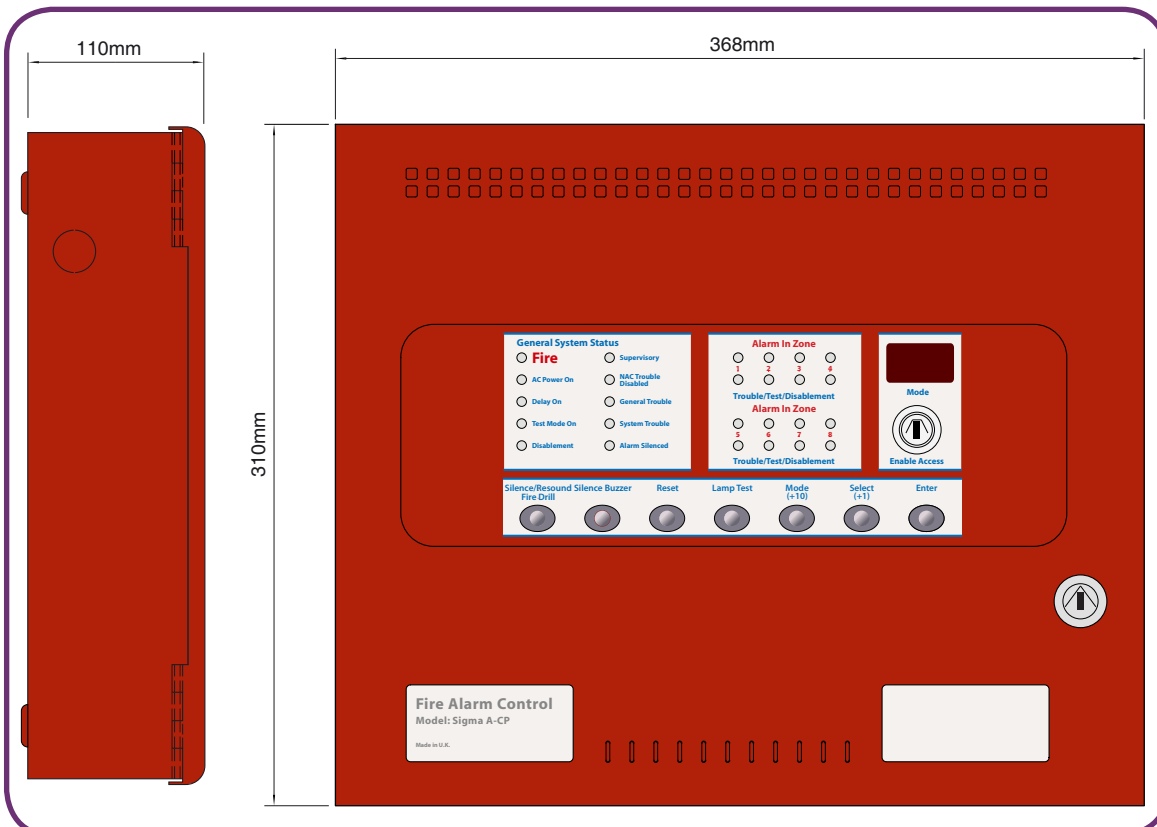 110mm
368mm
310mm
General System Status
Fire
Supervisory
AC Power On
NAC Trouble
Disabled
Delay On
General Trouble
Test Mode On
System Trouble
Disablement
Alarm Silenced
Alarm In Zone
1 2 3 4
Trouble/Test/Disablement
Alarm In Zone
5 6 7 8
Trouble/Test/Disablement
Mode
Enable Access
Silence/Resound
Fire Drill
Silence Buzzer
Reset
Lamp Test
Mode
(+10)
Select
(+1)
Enter
Fire Alarm Control
Model: Sigma A-CP
Made in U.K.